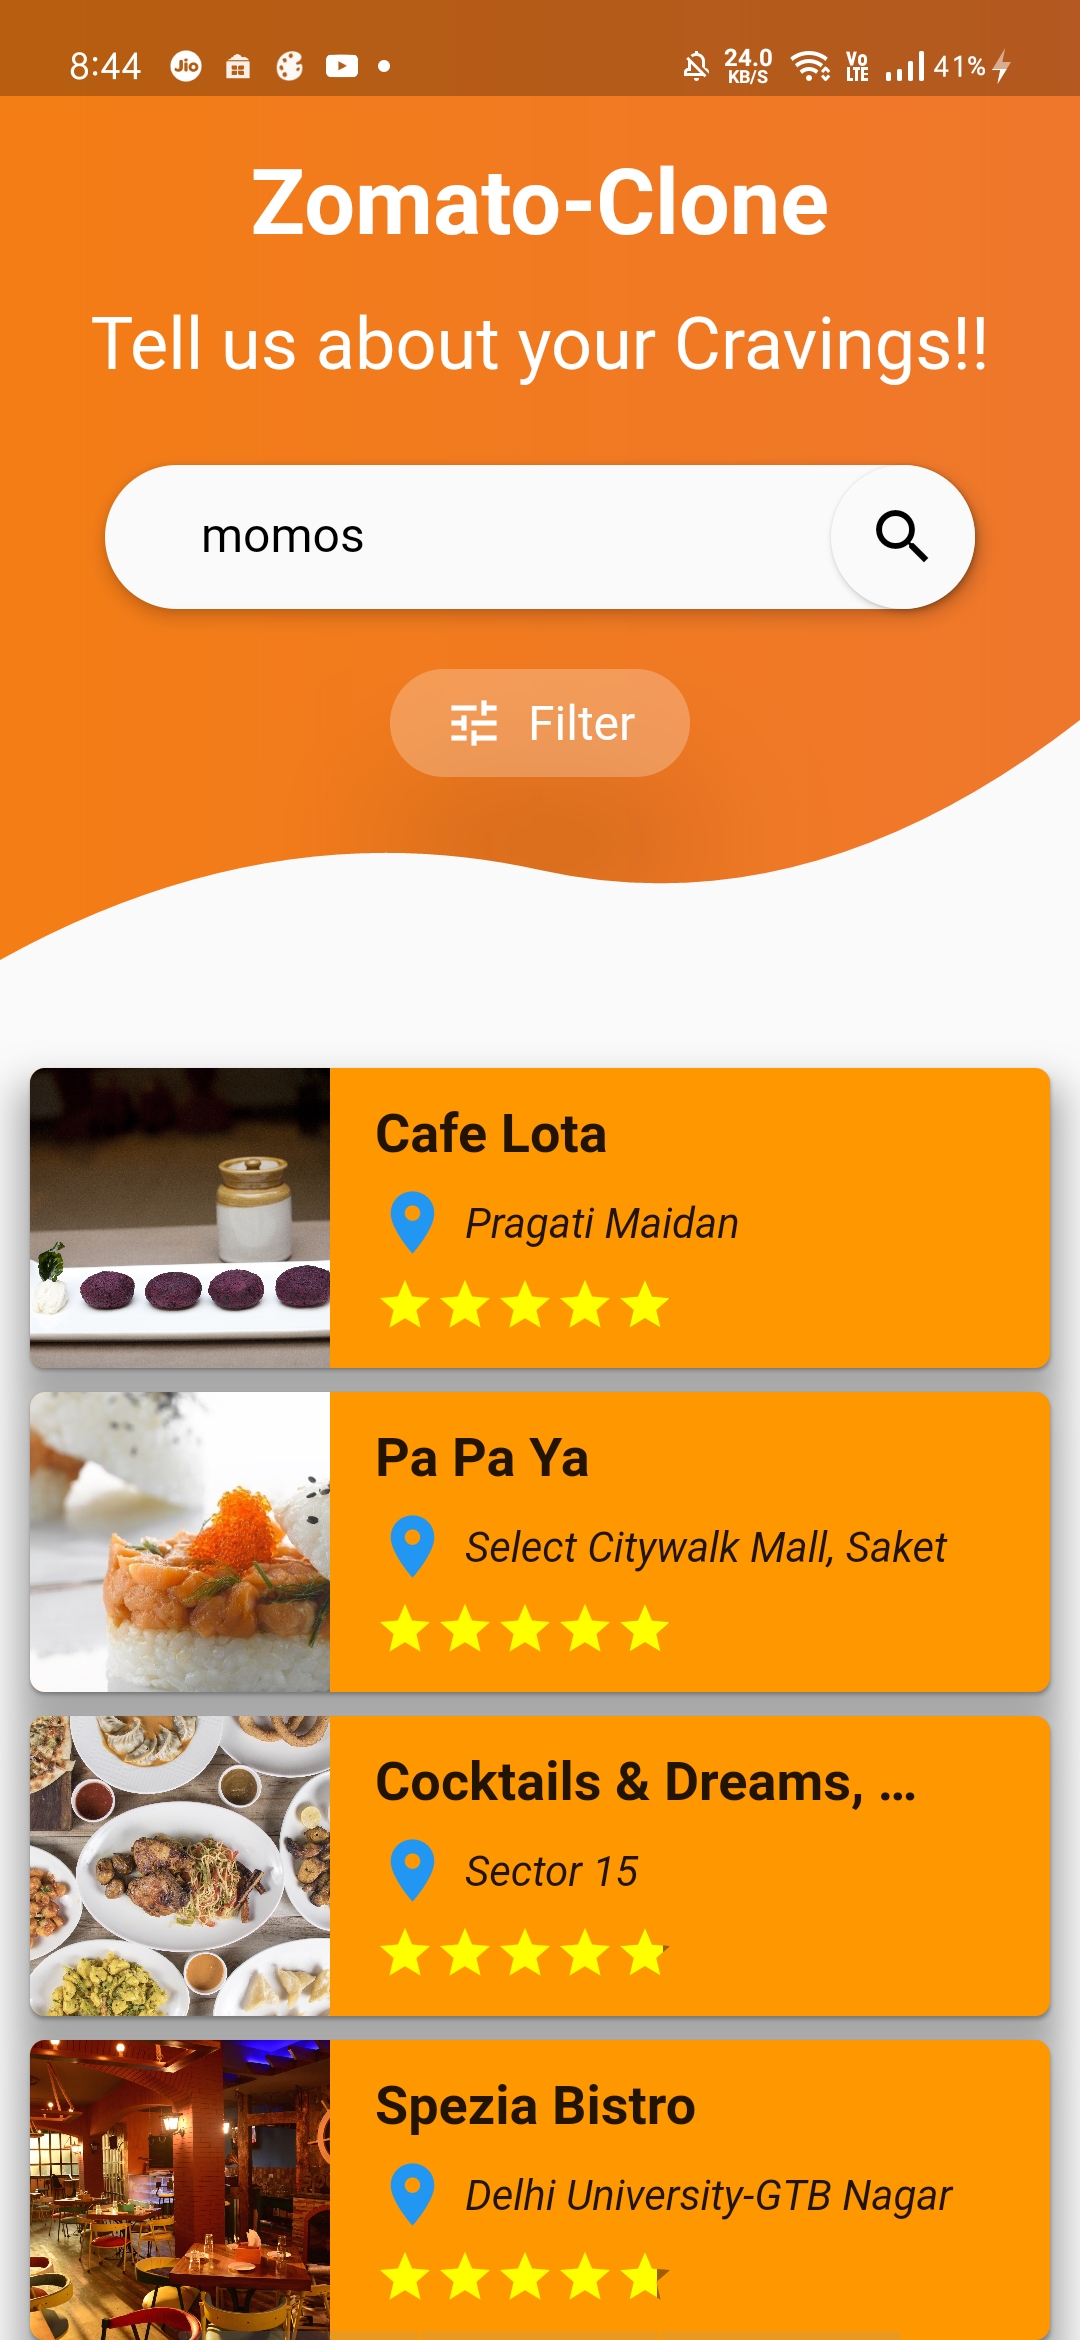 8:44 Jio 24.0 KB/S Vo LTE 41%
Zomato-Clone
Tell us about your Cravings!!
momos
Filter
Cafe Lota
Pragati Maidan
Pa Pa Ya
Select Citywalk Mall, Saket
Cocktails & Dreams, ...
Sector 15
Spezia Bistro
Delhi University-GTB Nagar